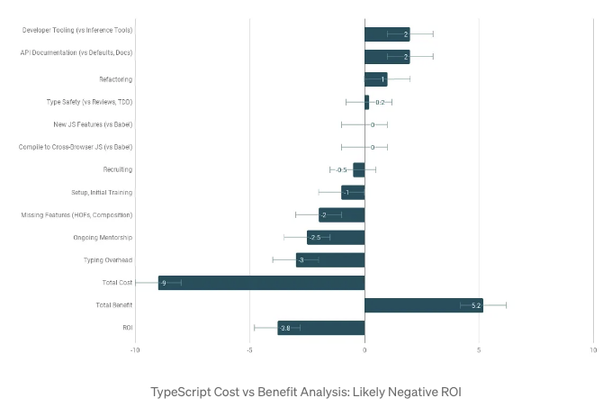 Developer Tooling (vs Inference Tools)
2
API Documentation (vs Defaults, Docs)
2
Refactoring
1
Type Safety (vs Reviews, TDD)
0.2
New JS Features (vs Babel)
0
Compile to Cross-Browser JS (vs Babel)
0
Recruiting
-0.5
Setup, Initial Training
-1
Missing Features (HOFs, Composition)
-2
Ongoing Mentorship
-2.5
Typing Overhead
-3
Total Cost
-9
Total Benefit
5.2
ROI
-3.8
-10 -5 0 5 10
TypeScript Cost vs Benefit Analysis: Likely Negative ROI